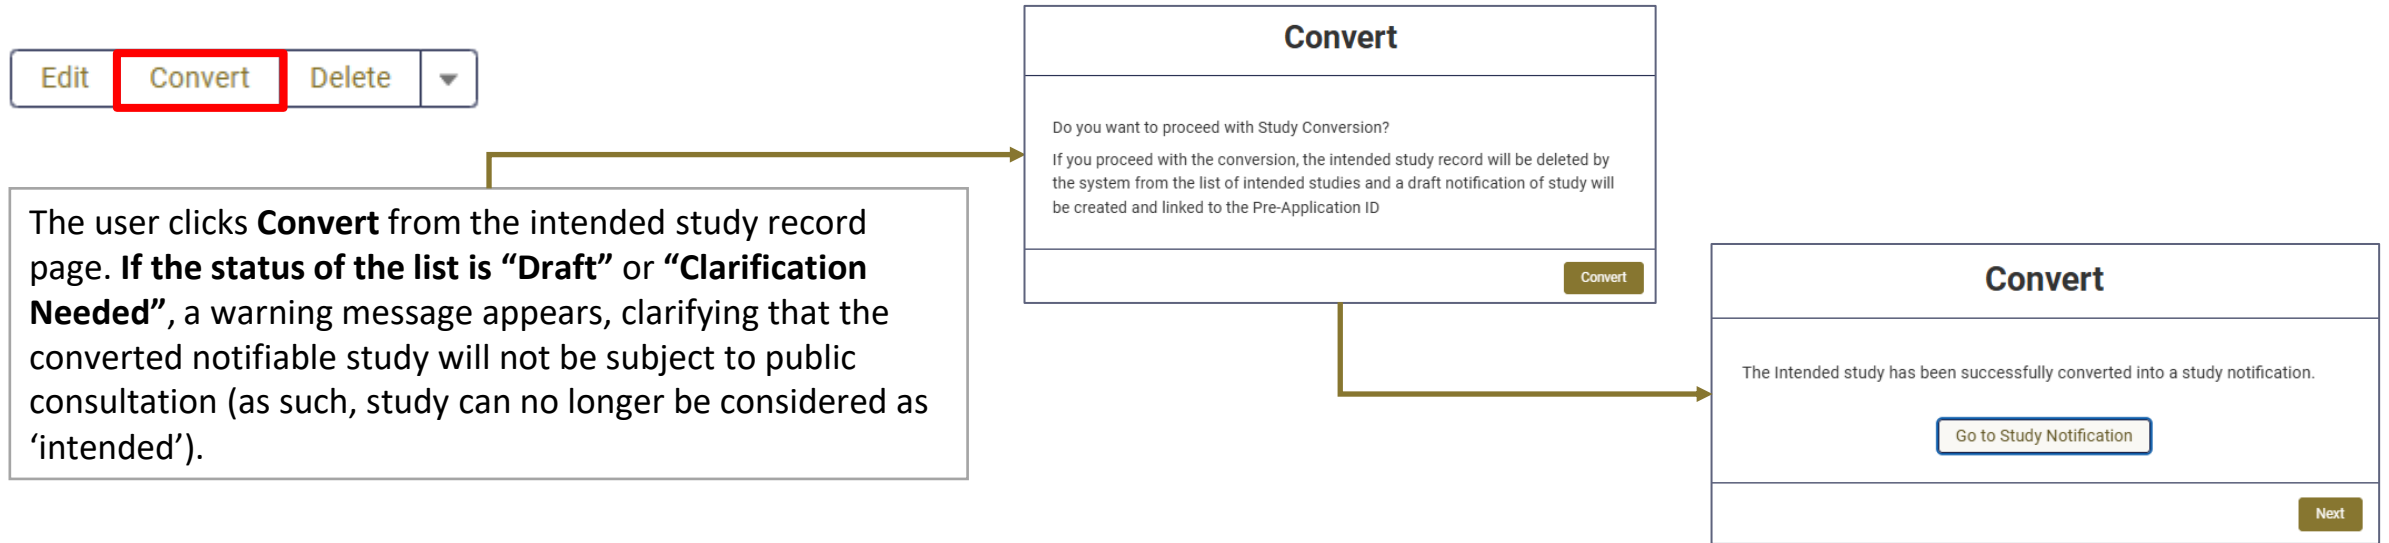 Edit Convert Delete
The user clicks Convert from the intended study record
page. If the status of the list is “Draft” or “Clarification
Needed”, a warning message appears, clarifying that the
converted notifiable study will not be subject to public
consultation (as such, study can no longer be considered as
‘intended’).
Convert
Do you want to proceed with Study Conversion?
If you proceed with the conversion, the intended study record will be deleted by
the system from the list of intended studies and a draft notification of study will
be created and linked to the Pre-Application ID
Convert
Convert
The Intended study has been successfully converted into a study notification.
Go to Study Notification
Next